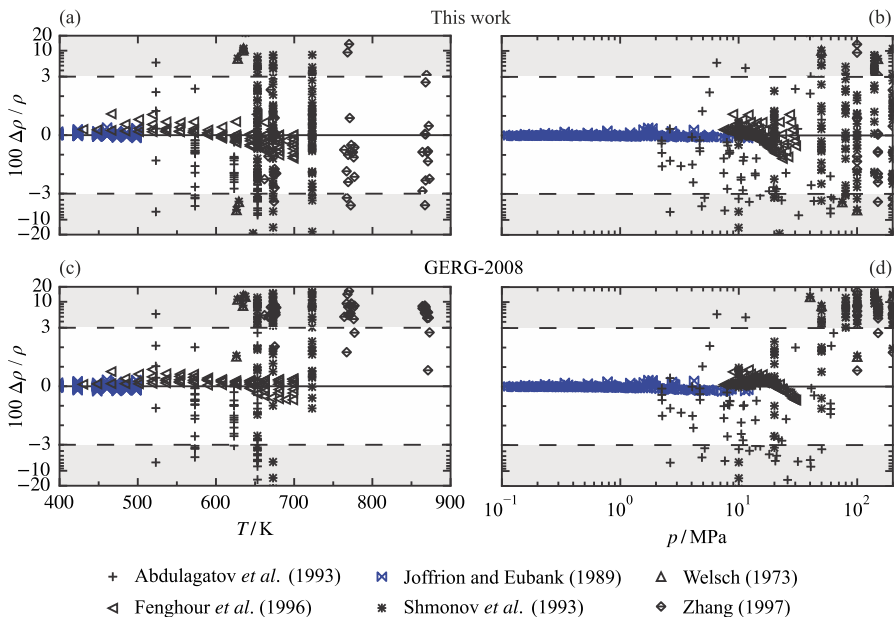 (a) This work (b)
20
10
3
0
−3
−10
−20
100 Δρ / ρ
(c) GERG-2008 (d)
20
10
3
0
−3
−10
−20
100 Δρ / ρ
400 500 600 700 800 900
10⁻¹ 10⁰ 10¹ 10²
T / K p / MPa
+ Abdulagatov et al. (1993) Joffrion and Eubank (1989) Welsch (1973)
Fenghour et al. (1996) Shmonov et al. (1993) Zhang (1997)